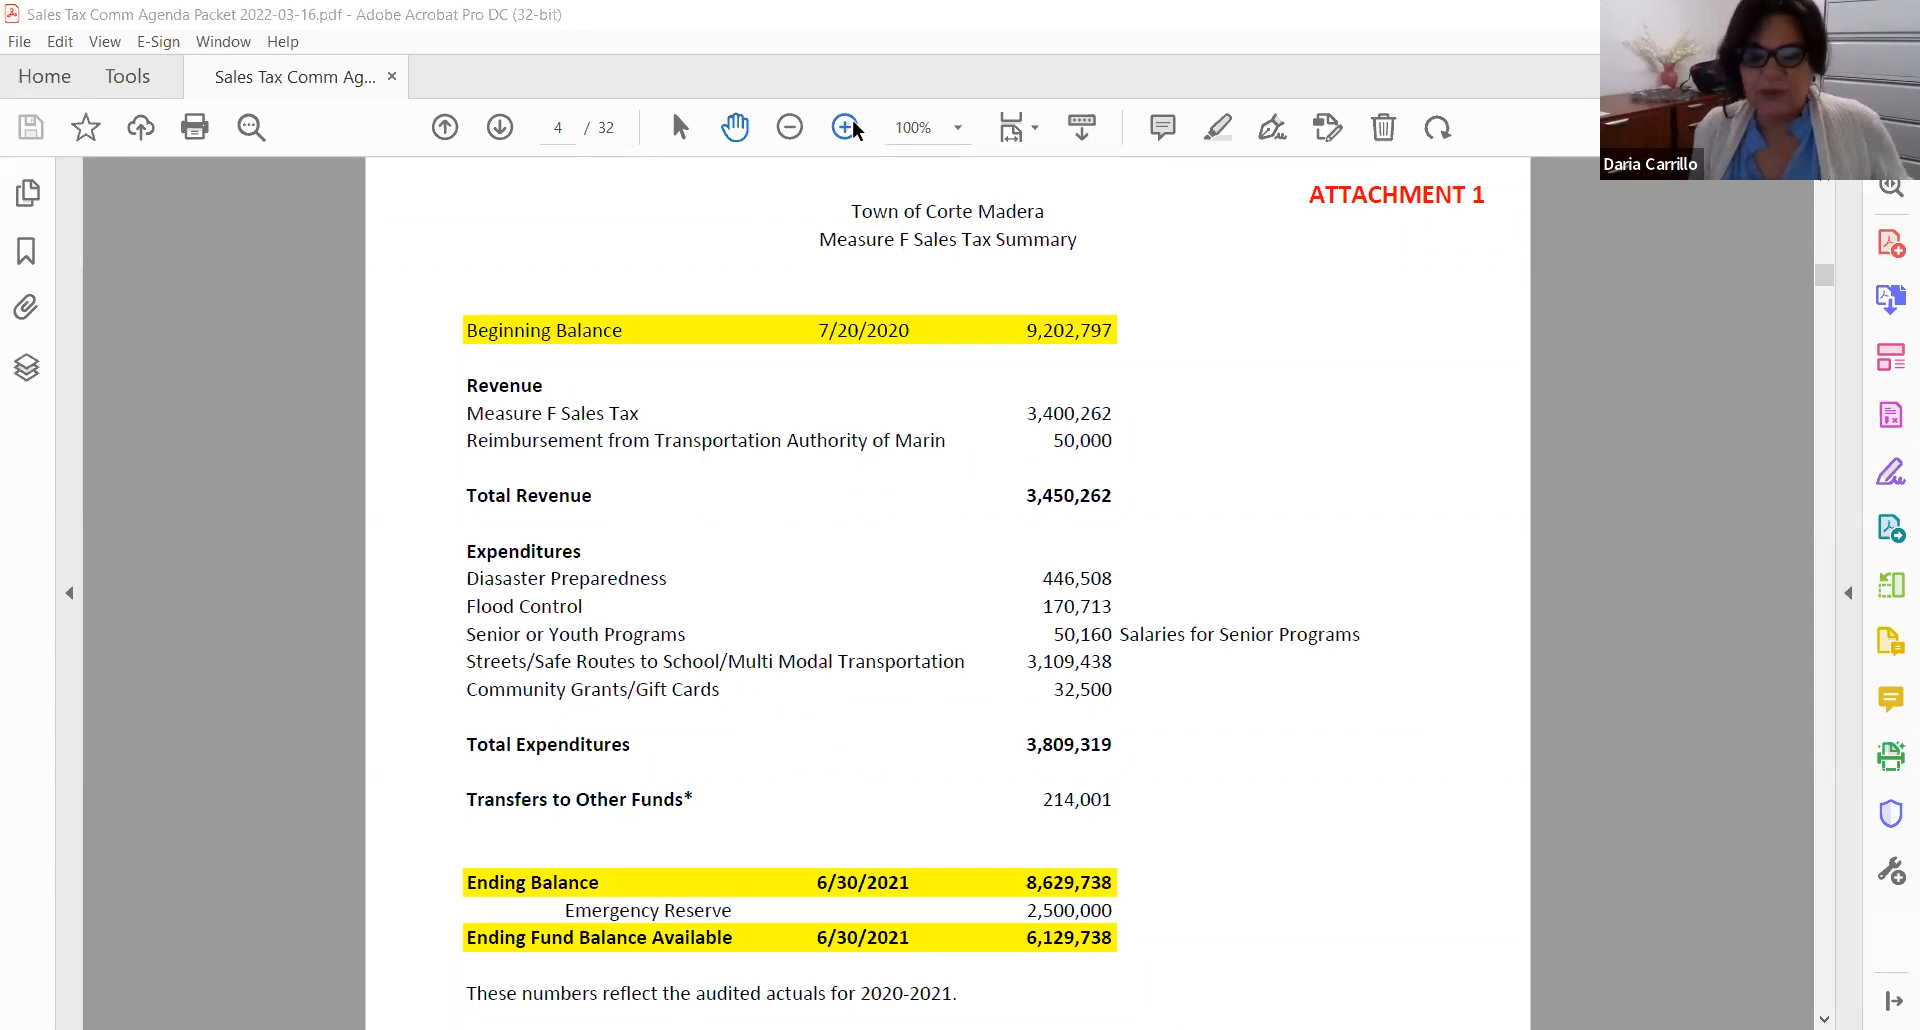 Sales Tax Comm Agenda Packet 2022-03-16.pdf - Adobe Acrobat Pro DC (32-bit)
File Edit View E-Sign Window Help
Home Tools Sales Tax Comm Ag... ×
4 / 32 100%
Daria Carrillo
ATTACHMENT 1
Town of Corte Madera
Measure F Sales Tax Summary
Beginning Balance 7/20/2020 9,202,797
Revenue
Measure F Sales Tax 3,400,262
Reimbursement from Transportation Authority of Marin 50,000
Total Revenue 3,450,262
Expenditures
Diasaster Preparedness 446,508
Flood Control 170,713
Senior or Youth Programs 50,160 Salaries for Senior Programs
Streets/Safe Routes to School/Multi Modal Transportation 3,109,438
Community Grants/Gift Cards 32,500
Total Expenditures 3,809,319
Transfers to Other Funds* 214,001
Ending Balance 6/30/2021 8,629,738
Emergency Reserve 2,500,000
Ending Fund Balance Available 6/30/2021 6,129,738
These numbers reflect the audited actuals for 2020-2021.